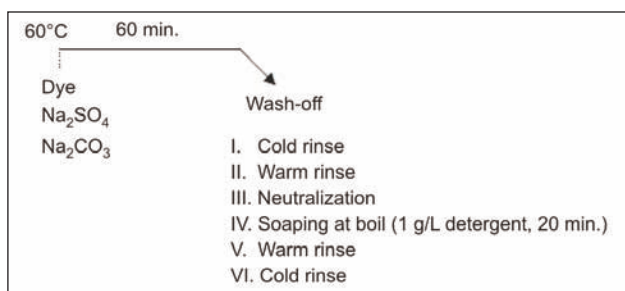 60°C 60 min.
Dye
Na₂SO₄
Na₂CO₃
Wash-off
I. Cold rinse
II. Warm rinse
III. Neutralization
IV. Soaping at boil (1 g/L detergent, 20 min.)
V. Warm rinse
VI. Cold rinse